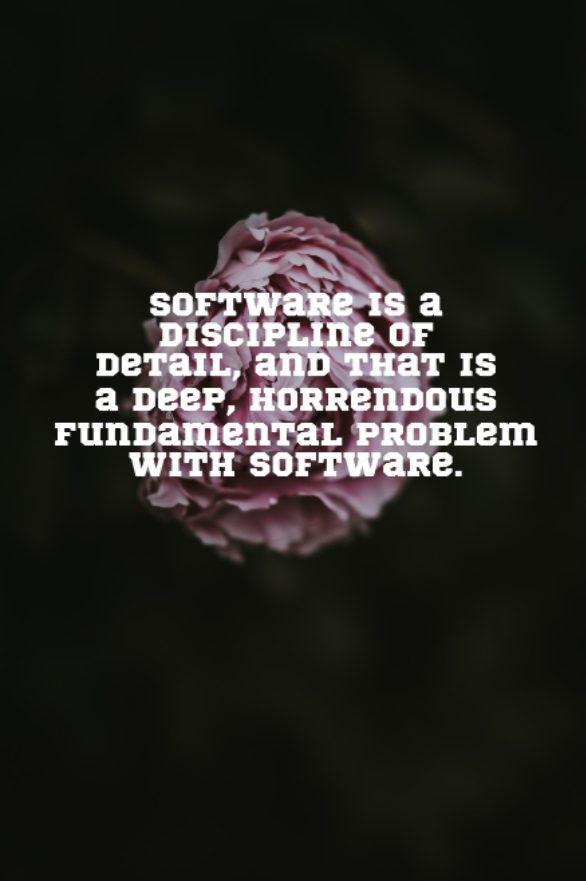 SOFTWARE IS A
DISCIPLINE OF
DETAIL, AND THAT IS
A DEEP, HORRENDOUS
FUNDAMENTAL PROBLEM
WITH SOFTWARE.